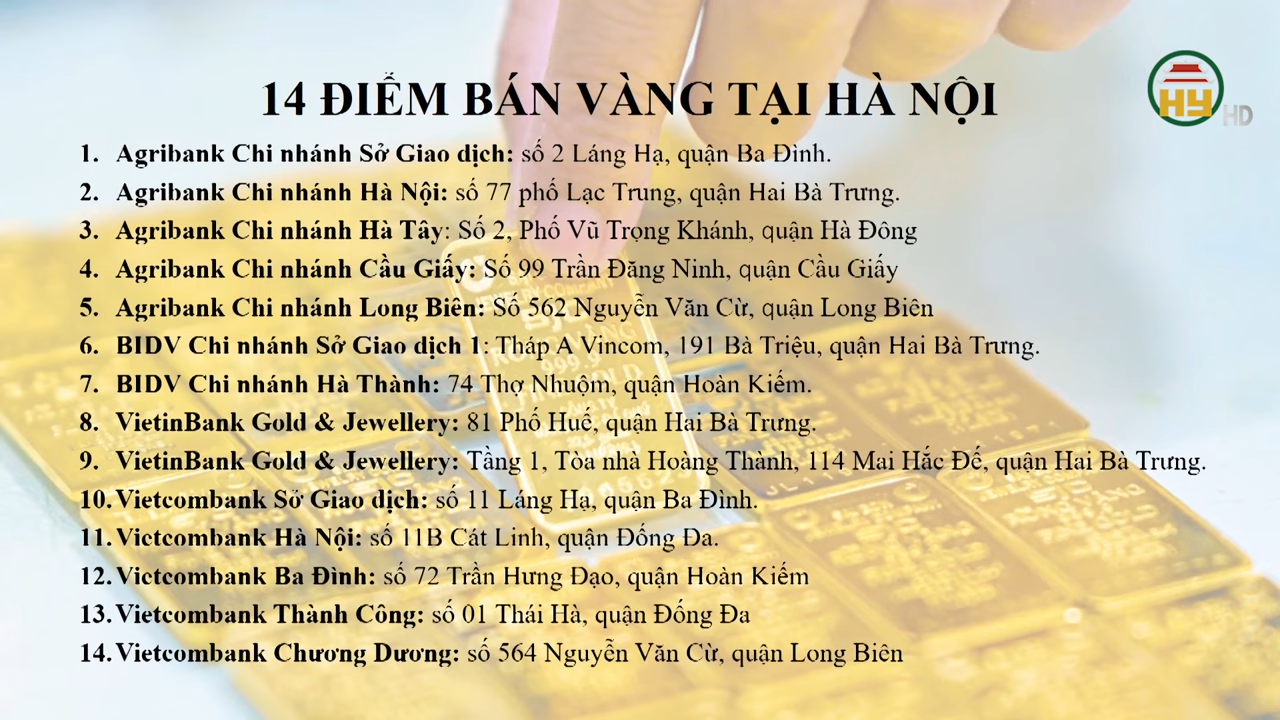 14 ĐIỂM BÁN VÀNG TẠI HÀ NỘI
HY HD
1. Agribank Chi nhánh Sở Giao dịch: số 2 Láng Hạ, quận Ba Đình.
2. Agribank Chi nhánh Hà Nội: số 77 phố Lạc Trung, quận Hai Bà Trưng.
3. Agribank Chi nhánh Hà Tây: Số 2, Phố Vũ Trọng Khánh, quận Hà Đông
4. Agribank Chi nhánh Cầu Giấy: Số 99 Trần Đăng Ninh, quận Cầu Giấy
5. Agribank Chi nhánh Long Biên: Số 562 Nguyễn Văn Cừ, quận Long Biên
6. BIDV Chi nhánh Sở Giao dịch 1: Tháp A Vincom, 191 Bà Triệu, quận Hai Bà Trưng.
7. BIDV Chi nhánh Hà Thành: 74 Thợ Nhuộm, quận Hoàn Kiếm.
8. VietinBank Gold & Jewellery: 81 Phố Huế, quận Hai Bà Trưng.
9. VietinBank Gold & Jewellery: Tầng 1, Tòa nhà Hoàng Thành, 114 Mai Hắc Đế, quận Hai Bà Trưng.
10. Vietcombank Sở Giao dịch: số 11 Láng Hạ, quận Ba Đình.
11. Vietcombank Hà Nội: số 11B Cát Linh, quận Đống Đa.
12. Vietcombank Ba Đình: số 72 Trần Hưng Đạo, quận Hoàn Kiếm
13. Vietcombank Thành Công: số 01 Thái Hà, quận Đống Đa
14. Vietcombank Chương Dương: số 564 Nguyễn Văn Cừ, quận Long Biên